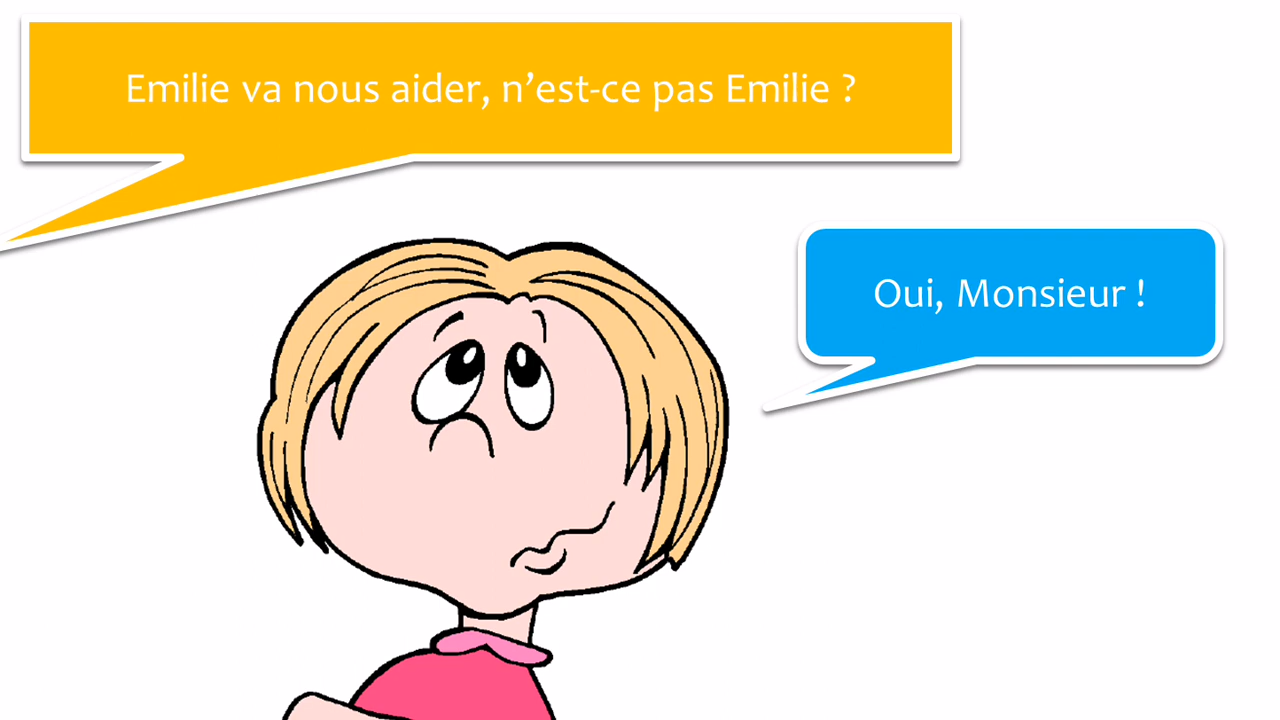 Emilie va nous aider, n’est-ce pas Emilie ?
Oui, Monsieur !